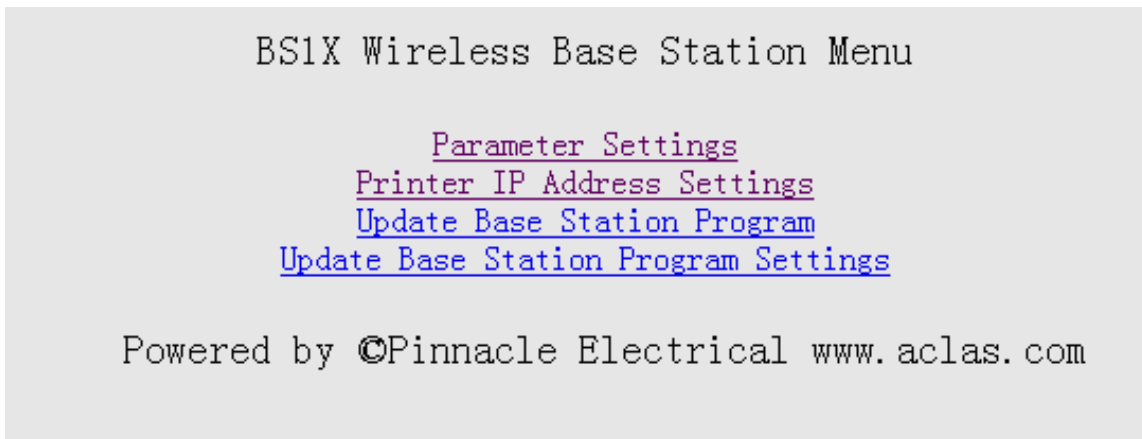 BS1X Wireless Base Station Menu
Parameter Settings
Printer IP Address Settings
Update Base Station Program
Update Base Station Program Settings
Powered by ©Pinnacle Electrical www.aclas.com